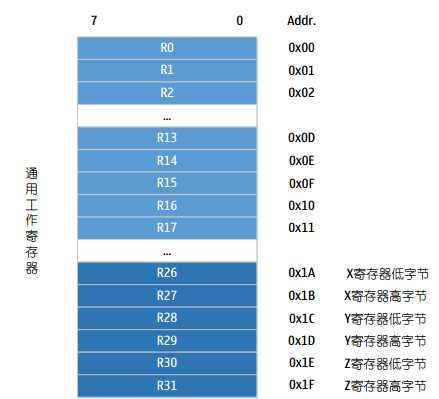 7 0 Addr.
R0 0x00
R1 0x01
R2 0x02
...
R13 0x0D
R14 0x0E
R15 0x0F
R16 0x10
R17 0x11
...
R26 0x1A X寄存器低字节
R27 0x1B X寄存器高字节
R28 0x1C Y寄存器低字节
R29 0x1D Y寄存器高字节
R30 0x1E Z寄存器低字节
R31 0x1F Z寄存器高字节
通用工作寄存器